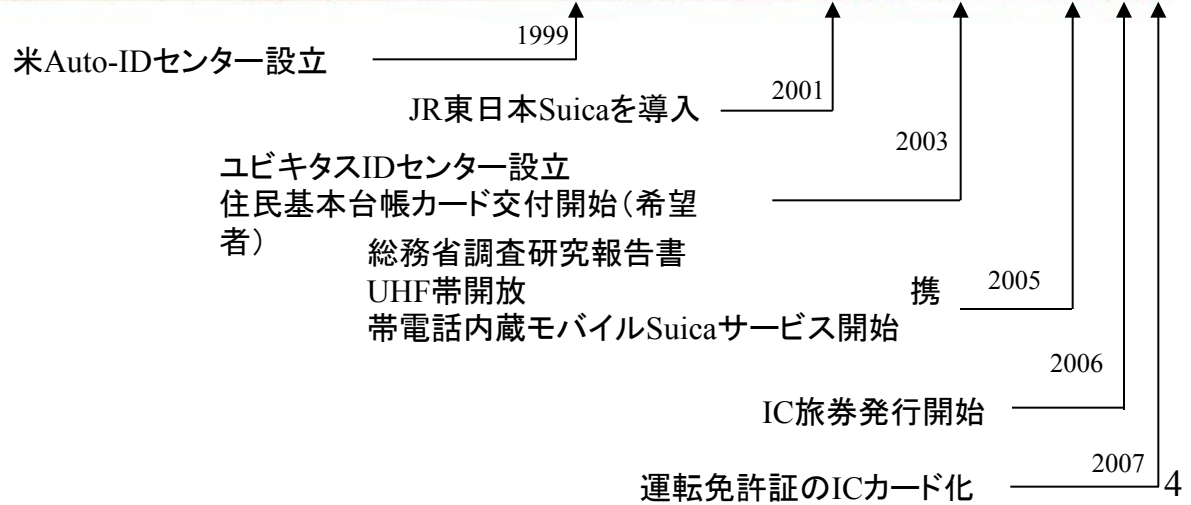 1999
米Auto-IDセンター設立
2001
JR東日本Suicaを導入
2003
ユビキタスIDセンター設立
住民基本台帳カード交付開始（希望
者）
総務省調査研究報告書
UHF帯開放 携
2005
帯電話内蔵モバイルSuicaサービス開始
2006
IC旅券発行開始
2007
運転免許証のICカード化
4